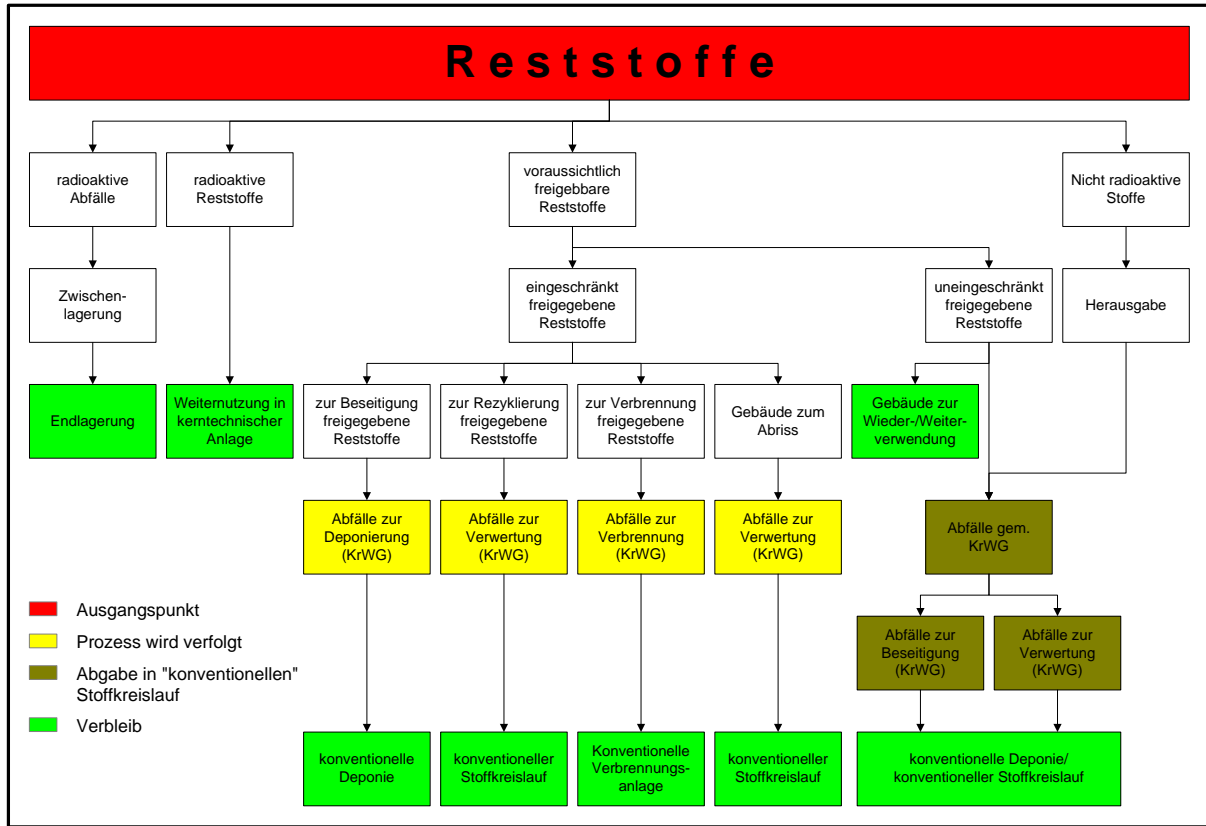 Reststoffe
radioaktive
Abfälle
radioaktive
Reststoffe
voraussichtlich
freigebbare
Reststoffe
Nicht radioaktive
Stoffe
Zwischen-
lagerung
eingeschränkt
freigegebene
Reststoffe
uneingeschränkt
freigegebene
Reststoffe
Herausgabe
Endlagerung
Weiternutzung in
kerntechnischer
Anlage
zur Beseitigung
freigegebene
Reststoffe
zur Rezyklierung
freigegebene
Reststoffe
zur Verbrennung
freigegebene
Reststoffe
Gebäude zum
Abriss
Gebäude zur
Wieder-/Weiter-
verwendung
Abfälle zur
Deponierung
(KrWG)
Abfälle zur
Verwertung
(KrWG)
Abfälle zur
Verbrennung
(KrWG)
Abfälle zur
Verwertung
(KrWG)
Abfälle gem.
KrWG
Abfälle zur
Beseitigung
(KrWG)
Abfälle zur
Verwertung
(KrWG)
Ausgangspunkt
Prozess wird verfolgt
Abgabe in "konventionellen"
Stoffkreislauf
Verbleib
konventionelle
Deponie
konventioneller
Stoffkreislauf
Konventionelle
Verbrennungs-
anlage
konventioneller
Stoffkreislauf
konventionelle Deponie/
konventioneller Stoffkreislauf